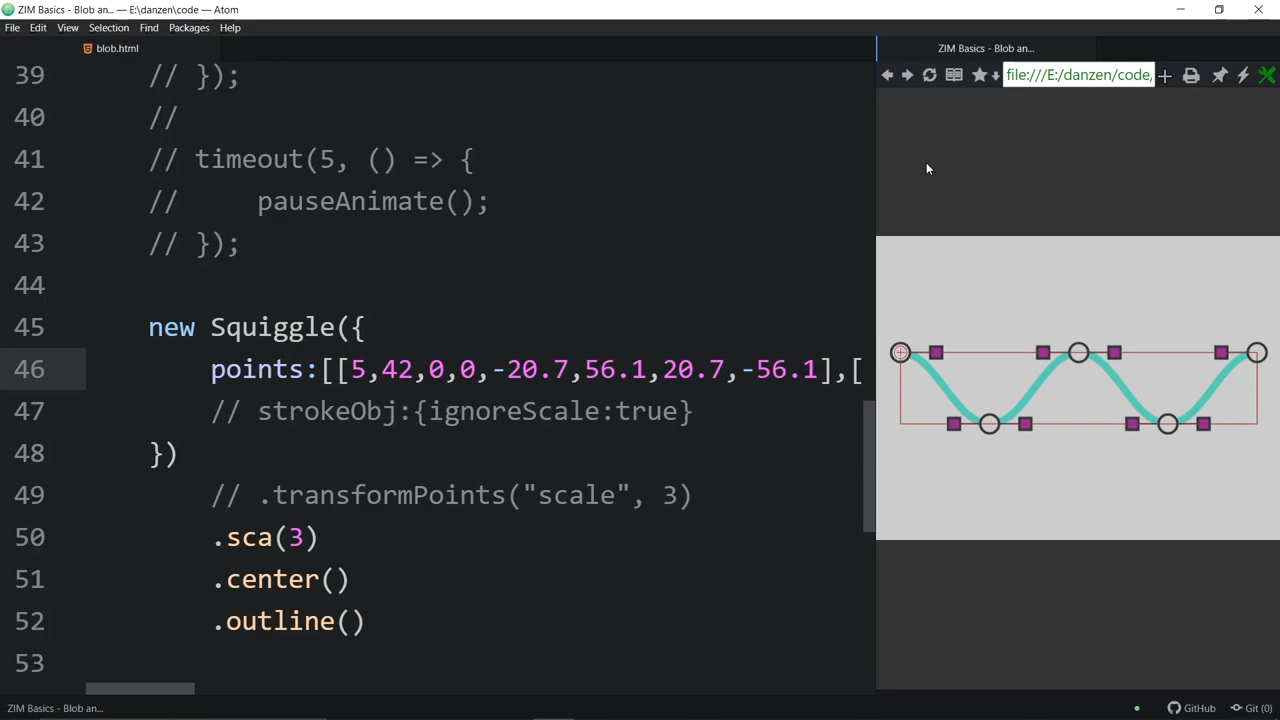 ZIM Basics - Blob an... — E:\danzen\code — Atom
File Edit View Selection Find Packages Help
blob.html
ZIM Basics - Blob an...
file:///E:/danzen/code,
39 // });
40 //
41 // timeout(5, () => {
42 // pauseAnimate();
43 // });
44
45 new Squiggle({
46 points:[[5,42,0,0,-20.7,56.1,20.7,-56.1],[
47 // strokeObj:{ignoreScale:true}
48 })
49 // .transformPoints("scale", 3)
50 .sca(3)
51 .center()
52 .outline()
53
ZIM Basics - Blob an...
GitHub Git (0)